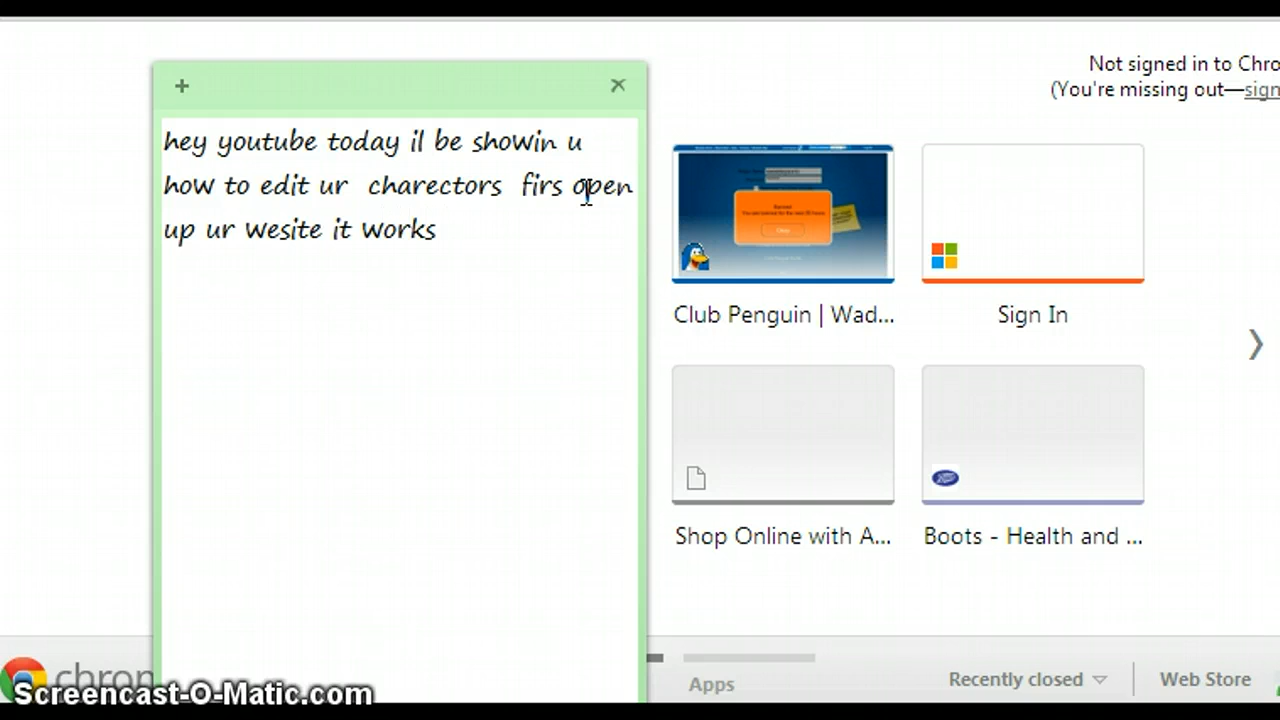 Not signed in to Chro
(You're missing out—sign
+
×
hey youtube today il be showin u
how to edit ur charectors firs open
up ur wesite it works
Club Penguin | Wad...
Sign In
Shop Online with A...
Boots - Health and ...
chrom
Apps
Recently closed
Web Store
Screencast-O-Matic.com